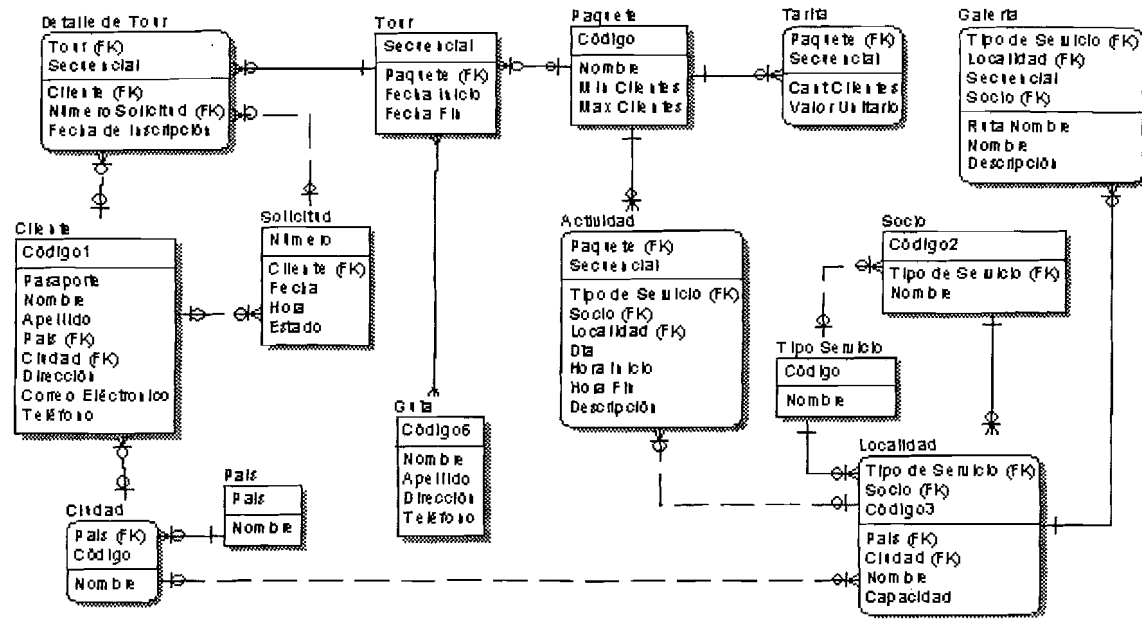 Detalle de Tour
Tour (FK)
Secuencial
Cliente (FK)
Número Solicitud (FK)
Fecha de Inscripción
Tour
Secuencial
Paquete (FK)
Fecha Inicio
Fecha Fin
Paquete
Código
Nombre
Min Clientes
Max Clientes
Tarifa
Paquete (FK)
Secuencial
Cant Clientes
Valor Unitario
Galería
Tipo de Servicio (FK)
Localidad (FK)
Secuencial
Socio (FK)
Ruta Nombre
Nombre
Descripción
Cliente
Código1
Pasaporte
Nombre
Apellido
País (FK)
Ciudad (FK)
Dirección
Correo Eléctronico
Teléfono
Solicitud
Número
Cliente (FK)
Fecha
Hora
Estado
Actividad
Paquete (FK)
Secuencial
Tipo de Servicio (FK)
Socio (FK)
Localidad (FK)
Día
Hora Inicio
Hora Fin
Descripción
Socio
Código2
Tipo de Servicio (FK)
Nombre
Tipo Servicio
Código
Nombre
Guía
Código6
Nombre
Apellido
Dirección
Teléfono
Localidad
Tipo de Servicio (FK)
Socio (FK)
Código3
País (FK)
Ciudad (FK)
Nombre
Capacidad
País
País
Nombre
Ciudad
País (FK)
Código
Nombre